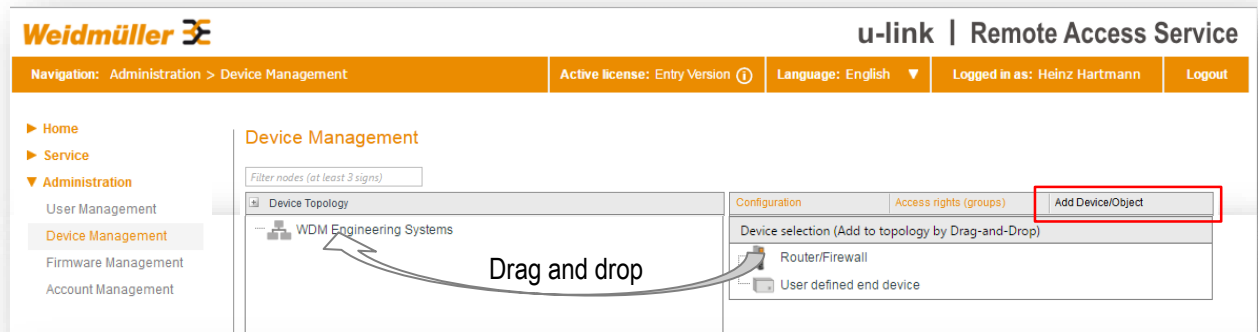 Weidmüller
u-link | Remote Access Service
Navigation: Administration > Device Management
Active license: Entry Version
Language: English
Logged in as: Heinz Hartmann
Logout
Home
Service
Administration
User Management
Device Management
Firmware Management
Account Management
Device Management
Filter nodes (at least 3 signs)
Device Topology
WDM Engineering Systems
Drag and drop
Configuration
Access rights (groups)
Add Device/Object
Device selection (Add to topology by Drag-and-Drop)
Router/Firewall
User defined end device